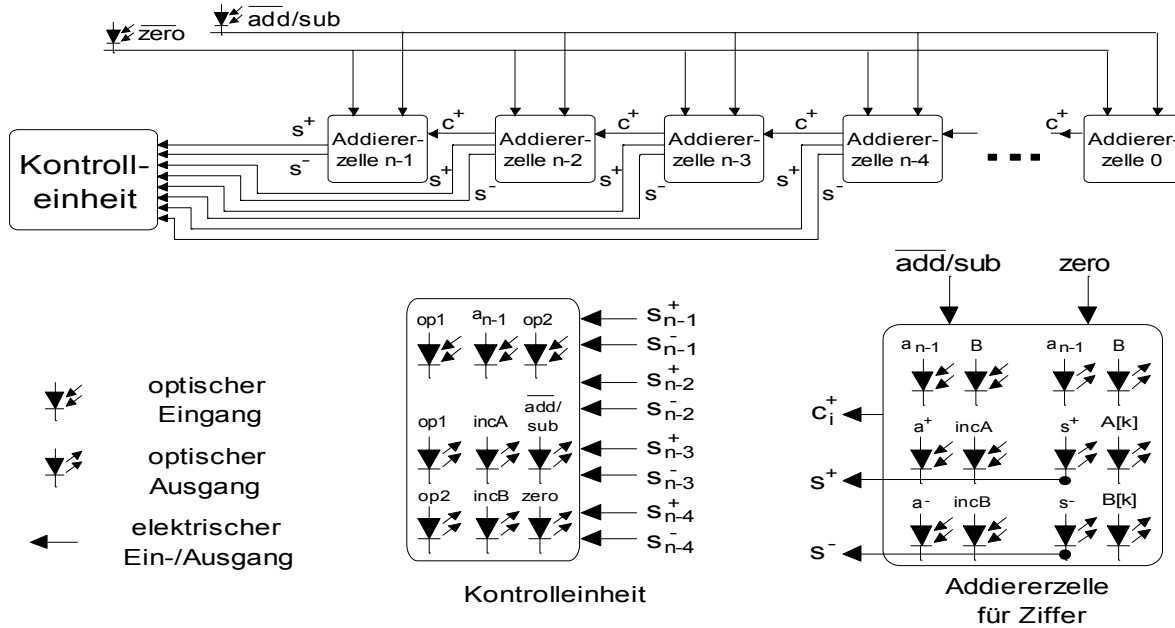 zero
add/sub
s⁺
s⁻
c⁺
c⁺
c⁺
c⁺
Kontroll-
einheit
Addierer-
zelle n-1
Addierer-
zelle n-2
Addierer-
zelle n-3
Addierer-
zelle n-4
Addierer-
zelle 0
s⁺
s⁻
s⁺
s⁻
s⁺
s⁻
optischer
Eingang
optischer
Ausgang
elektrischer
Ein-/Ausgang
op1 aₙ₋₁ op2
op1 incA add/
sub
op2 incB zero
s⁺ₙ₋₁
s⁻ₙ₋₁
s⁺ₙ₋₂
s⁻ₙ₋₂
s⁺ₙ₋₃
s⁻ₙ₋₃
s⁺ₙ₋₄
s⁻ₙ₋₄
Kontrolleinheit
add/sub zero
aₙ₋₁ B aₙ₋₁ B
cᵢ⁺
a⁺ incA s⁺ A[k]
s⁺
a⁻ incB s⁻ B[k]
s⁻
Addiererzelle
für Ziffer